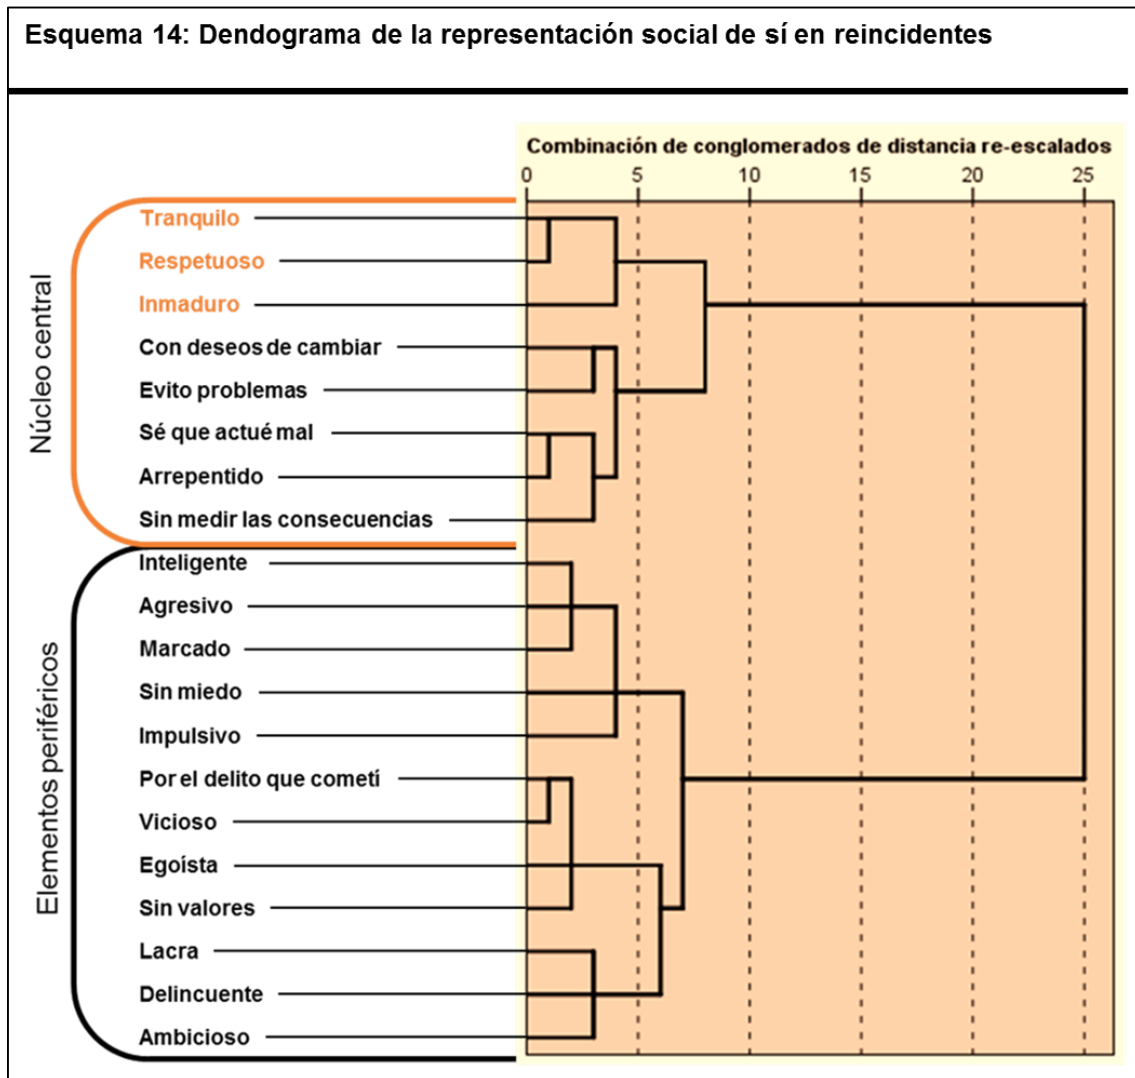 Esquema 14: Dendograma de la representación social de sí en reincidentes
Combinación de conglomerados de distancia re-escalados
0 5 10 15 20 25
Núcleo central
Tranquilo
Respetuoso
Inmaduro
Con deseos de cambiar
Evito problemas
Sé que actué mal
Arrepentido
Sin medir las consecuencias
Elementos periféricos
Inteligente
Agresivo
Marcado
Sin miedo
Impulsivo
Por el delito que cometí
Vicioso
Egoísta
Sin valores
Lacra
Delincuente
Ambicioso